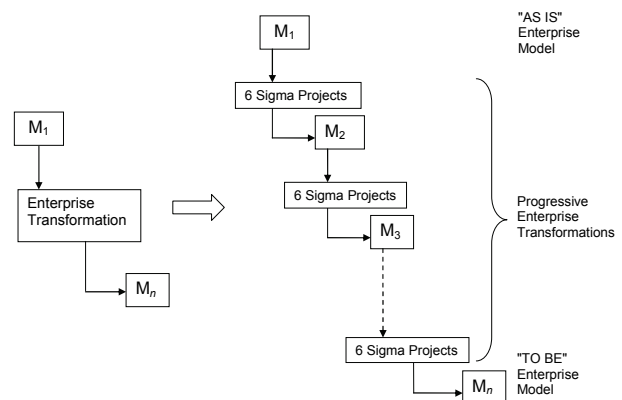 "AS IS"
Enterprise
Model
M₁
6 Sigma Projects
M₂
6 Sigma Projects
M₃
6 Sigma Projects
Mₙ
M₁
Enterprise
Transformation
Mₙ
Progressive
Enterprise
Transformations
"TO BE"
Enterprise
Model